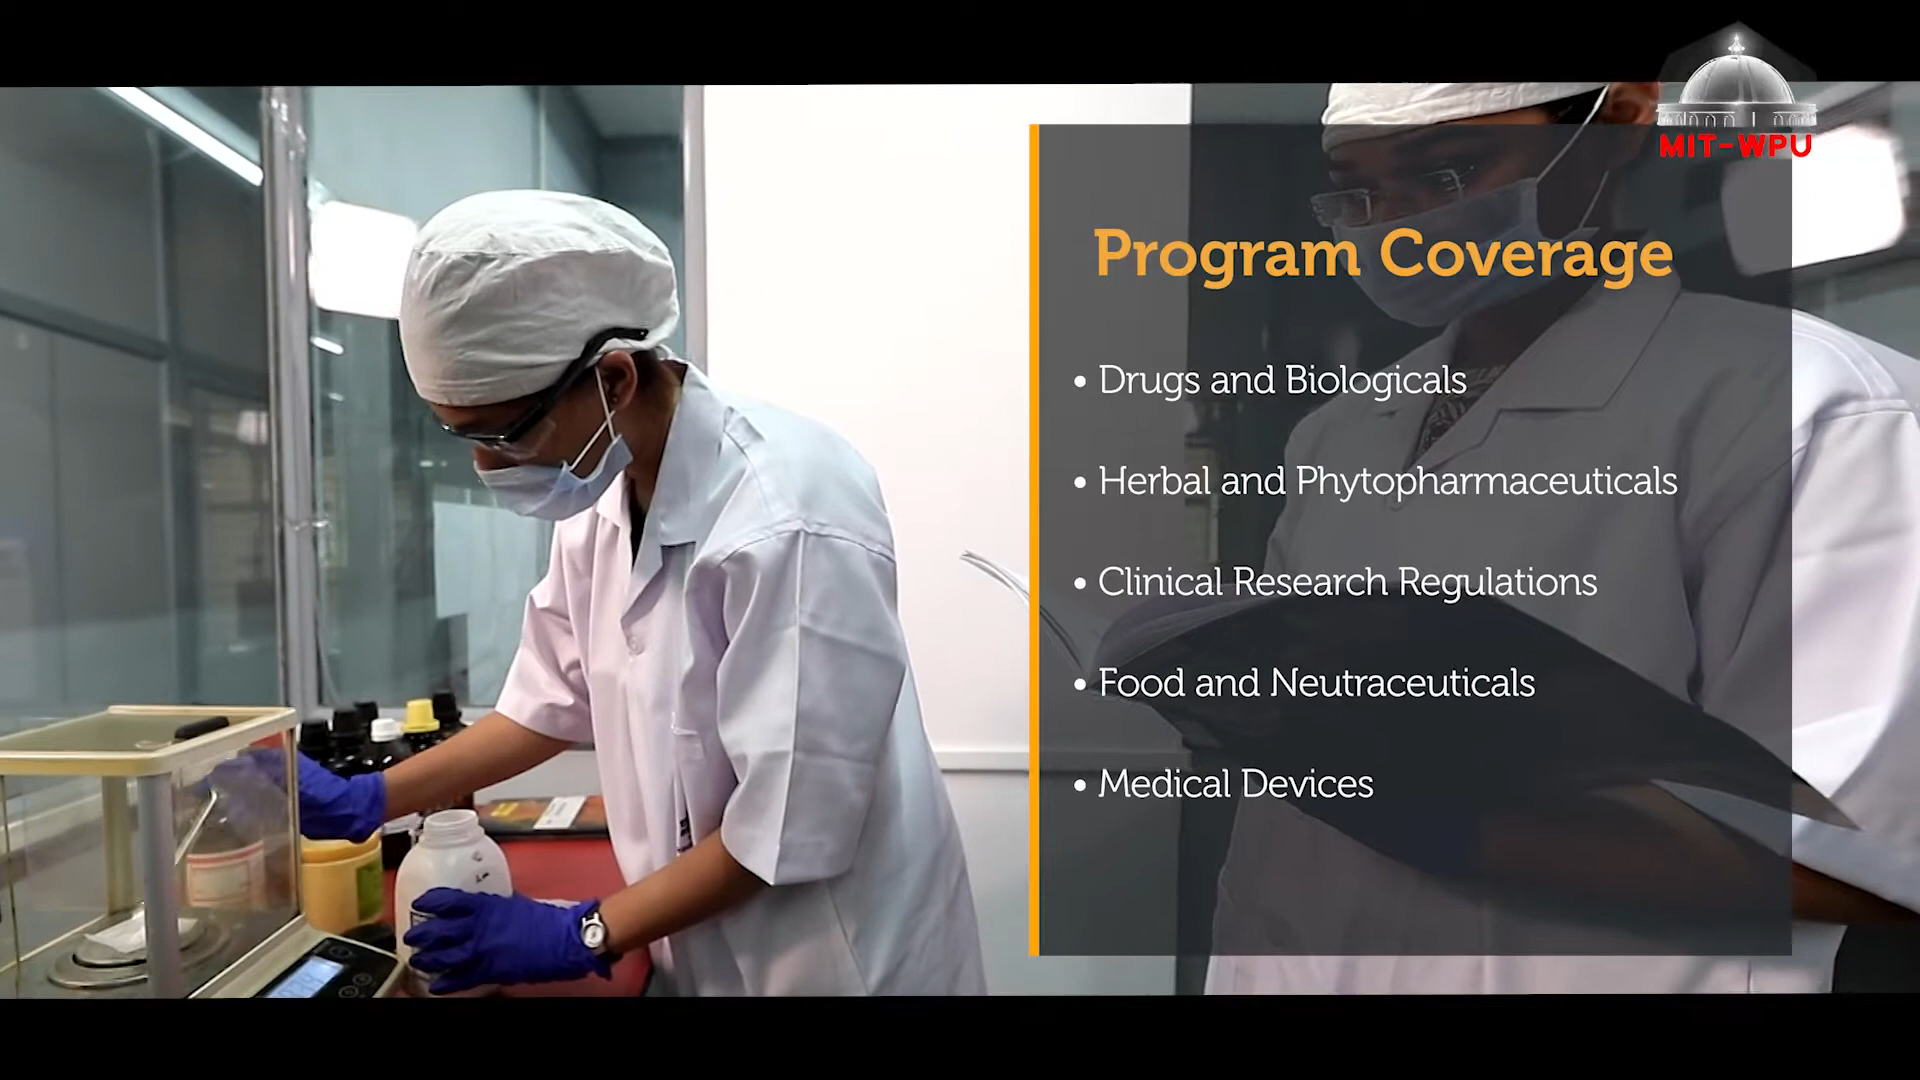 MIT-WPU
Program Coverage
• Drugs and Biologicals
• Herbal and Phytopharmaceuticals
• Clinical Research Regulations
• Food and Neutraceuticals
• Medical Devices